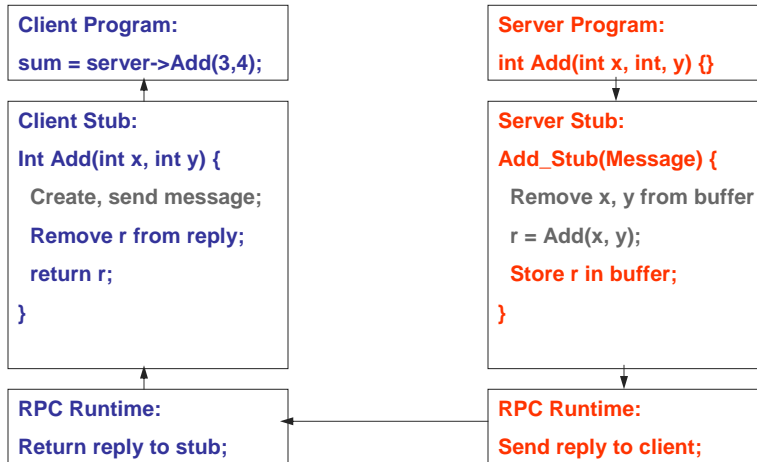 Client Program:
sum = server->Add(3,4);
Client Stub:
Int Add(int x, int y) {
Create, send message;
Remove r from reply;
return r;
}
RPC Runtime:
Return reply to stub;
Server Program:
int Add(int x, int, y) {}
Server Stub:
Add_Stub(Message) {
Remove x, y from buffer
r = Add(x, y);
Store r in buffer;
}
RPC Runtime:
Send reply to client;